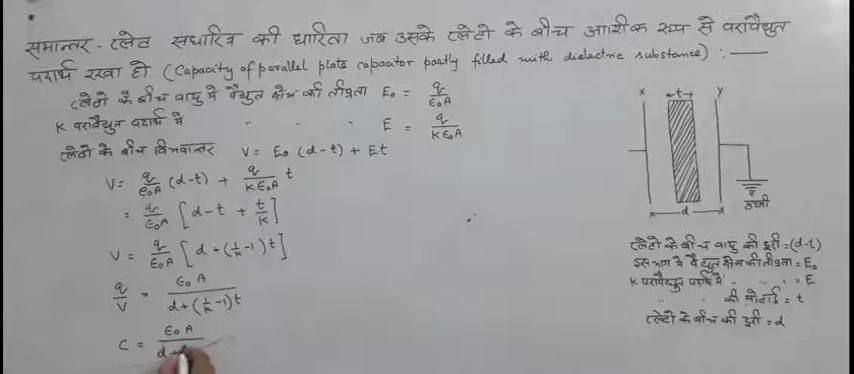 समान्तर-प्लेट संधारित्र की धारिता जब उसके प्लेटों के बीच आंशिक रूप से परावैद्युत
पदार्थ रखा हो (Capacity of parallel plate capacitor partly filled with dielectric substance) :-
प्लेटों के बीच वायु में वैद्युत क्षेत्र की तीव्रता E₀ = q/ε₀A
K परावैद्युत पदार्थ में " " " E = q/Kε₀A
प्लेटों के बीच विभवान्तर V = E₀(d-t) + Et
V = q/ε₀A (d-t) + q/Kε₀A t
= q/ε₀A [d-t + t/K]
V = q/ε₀A [d+(1/K-1)t]
q/V = ε₀A / d+(1/K-1)t
C = ε₀A / d+
x t y
d
पृथ्वी
प्लेटों के बीच वायु की दूरी = (d-t)
इस भाग में वैद्युत क्षेत्र की तीव्रता = E₀
K परावैद्युत पदार्थ में " " " = E
" " की मोटाई = t
प्लेटों के बीच की दूरी = d